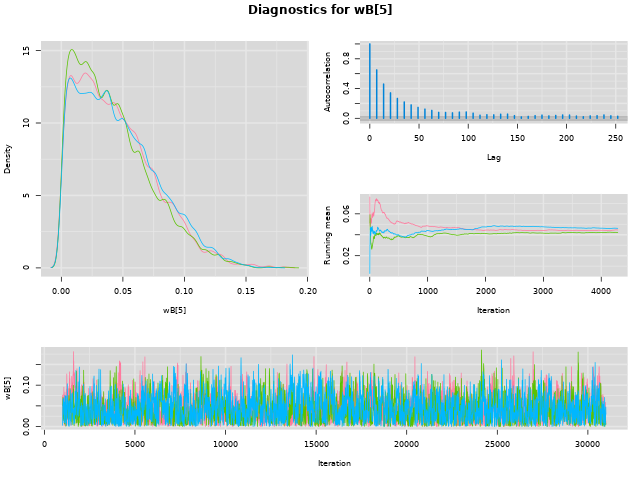 Diagnostics for wB[5]
Density
15
10
5
0
0.00 0.05 0.10 0.15 0.20
wB[5]
Autocorrelation
0.8
0.4
0.0
0 50 100 150 200 250
Lag
Running mean
0.06
0.02
0 1000 2000 3000 4000
Iteration
wB[5]
0.10
0.00
0 5000 10000 15000 20000 25000 30000
Iteration